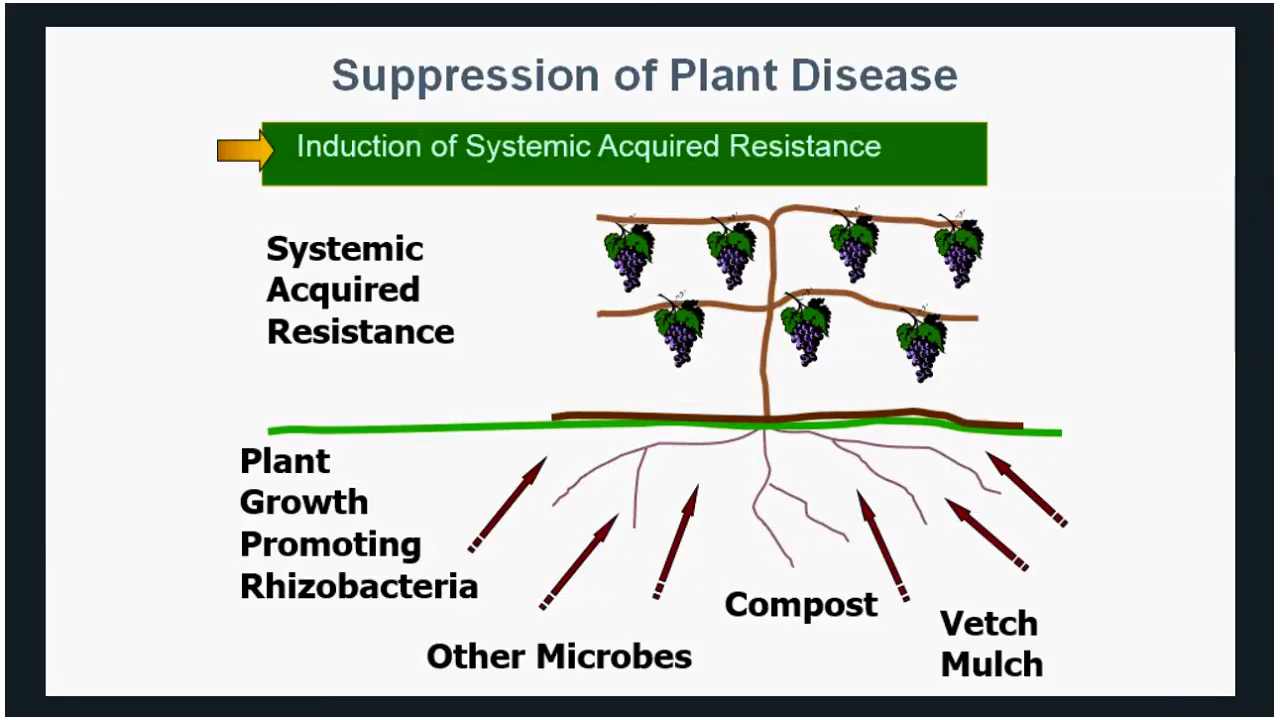 Suppression of Plant Disease
Induction of Systemic Acquired Resistance
Systemic
Acquired
Resistance
Plant
Growth
Promoting
Rhizobacteria
Other Microbes
Compost
Vetch
Mulch